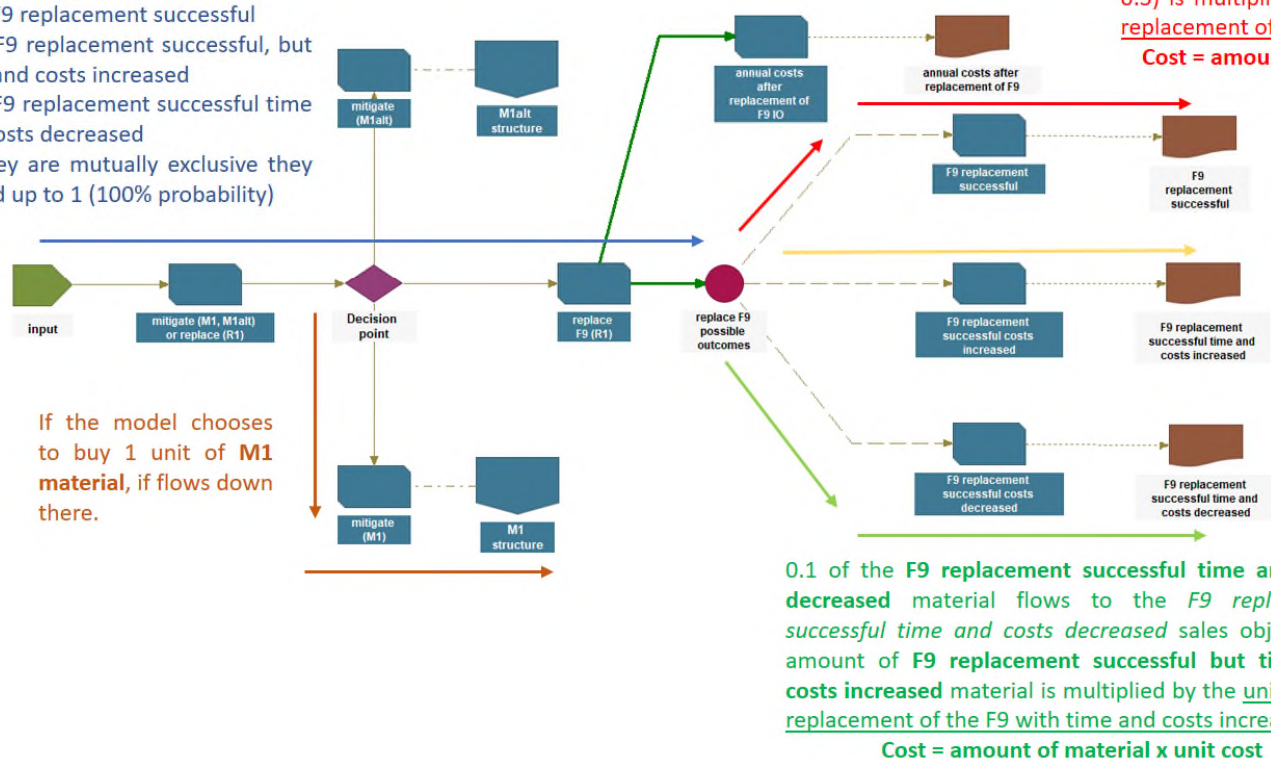 F9 replacement successful
F9 replacement successful, but
and costs increased
F9 replacement successful time
costs decreased
they are mutually exclusive they
up to 1 (100% probability)
is multipli
replacement of
Cost = amou
mitigate
(M1alt)
M1alt
structure
annual costs
after
replacement of
F9 IO
annual costs after
replacement of F9
F9 replacement
successful
F9
replacement
successful
input
mitigate (M1, M1alt)
or replace (R1)
Decision
point
replace
F9 (R1)
replace F9
possible
outcomes
F9 replacement
successful costs
increased
F9 replacement
successful time and
costs increased
If the model chooses
to buy 1 unit of M1
material, if flows down
there.
mitigate
(M1)
M1
structure
F9 replacement
successful costs
decreased
F9 replacement
successful time and
costs decreased
0.1 of the F9 replacement successful time an
decreased material flows to the F9 repl
successful time and costs decreased sales obj
amount of F9 replacement successful but ti
costs increased material is multiplied by the uni
replacement of the F9 with time and costs increa
Cost = amount of material x unit cost